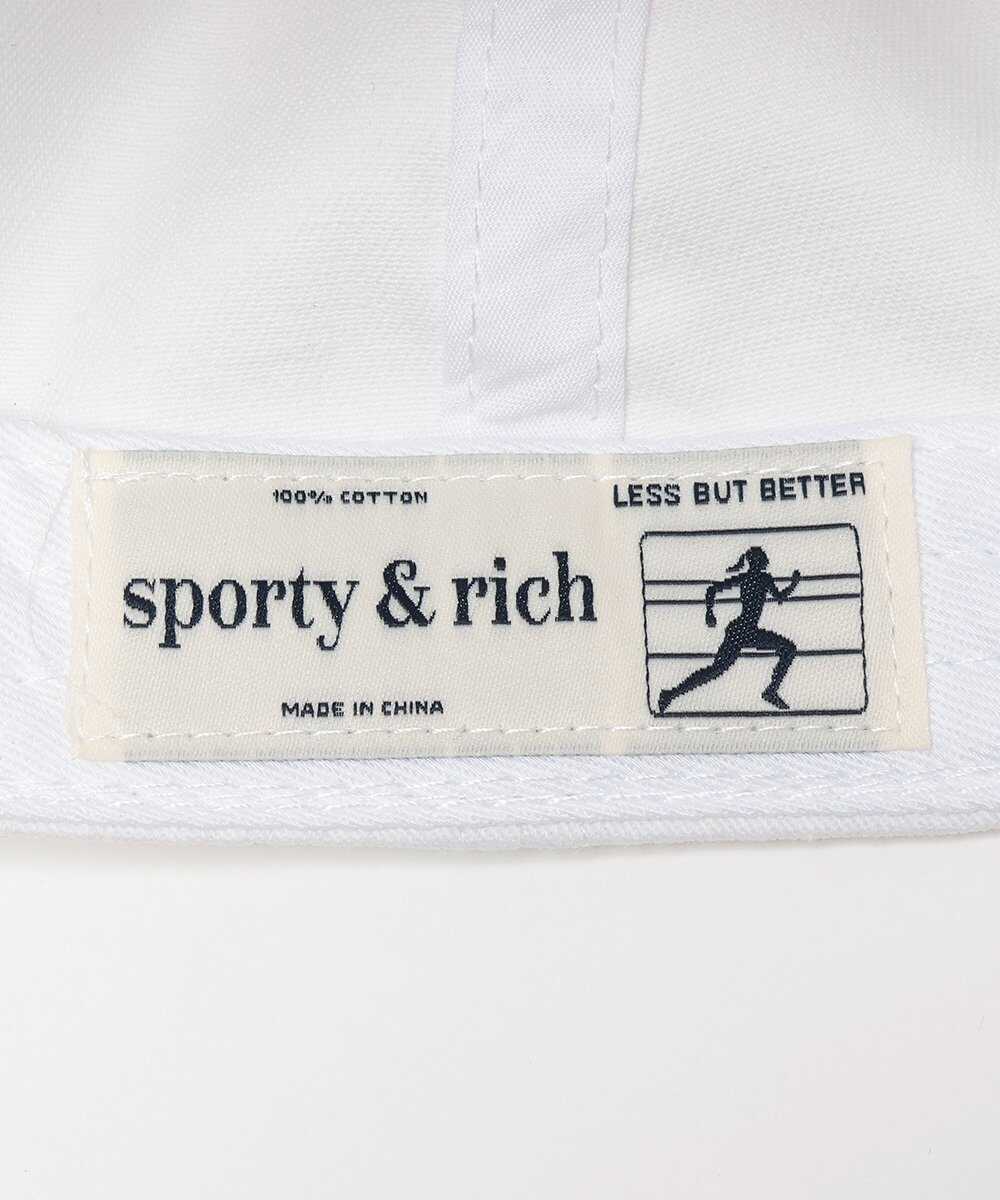 100% COTTON
sporty & rich
MADE IN CHINA
LESS BUT BETTER